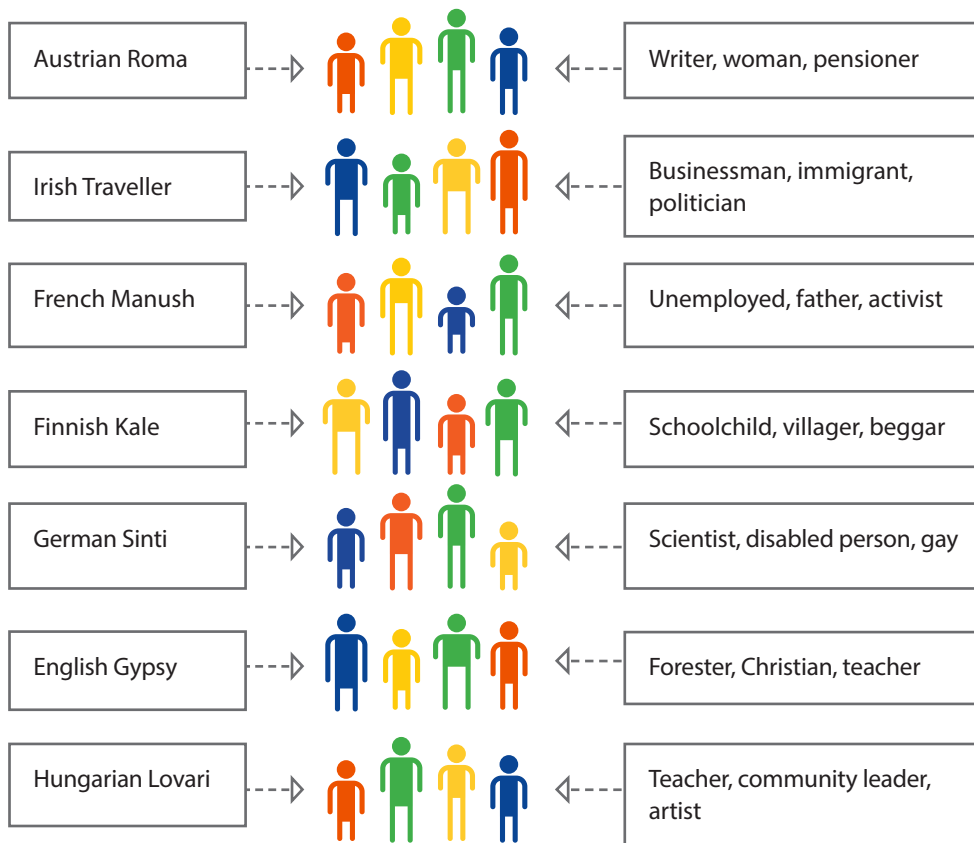 Austrian Roma
Writer, woman, pensioner
Irish Traveller
Businessman, immigrant,
politician
French Manush
Unemployed, father, activist
Finnish Kale
Schoolchild, villager, beggar
German Sinti
Scientist, disabled person, gay
English Gypsy
Forester, Christian, teacher
Hungarian Lovari
Teacher, community leader,
artist